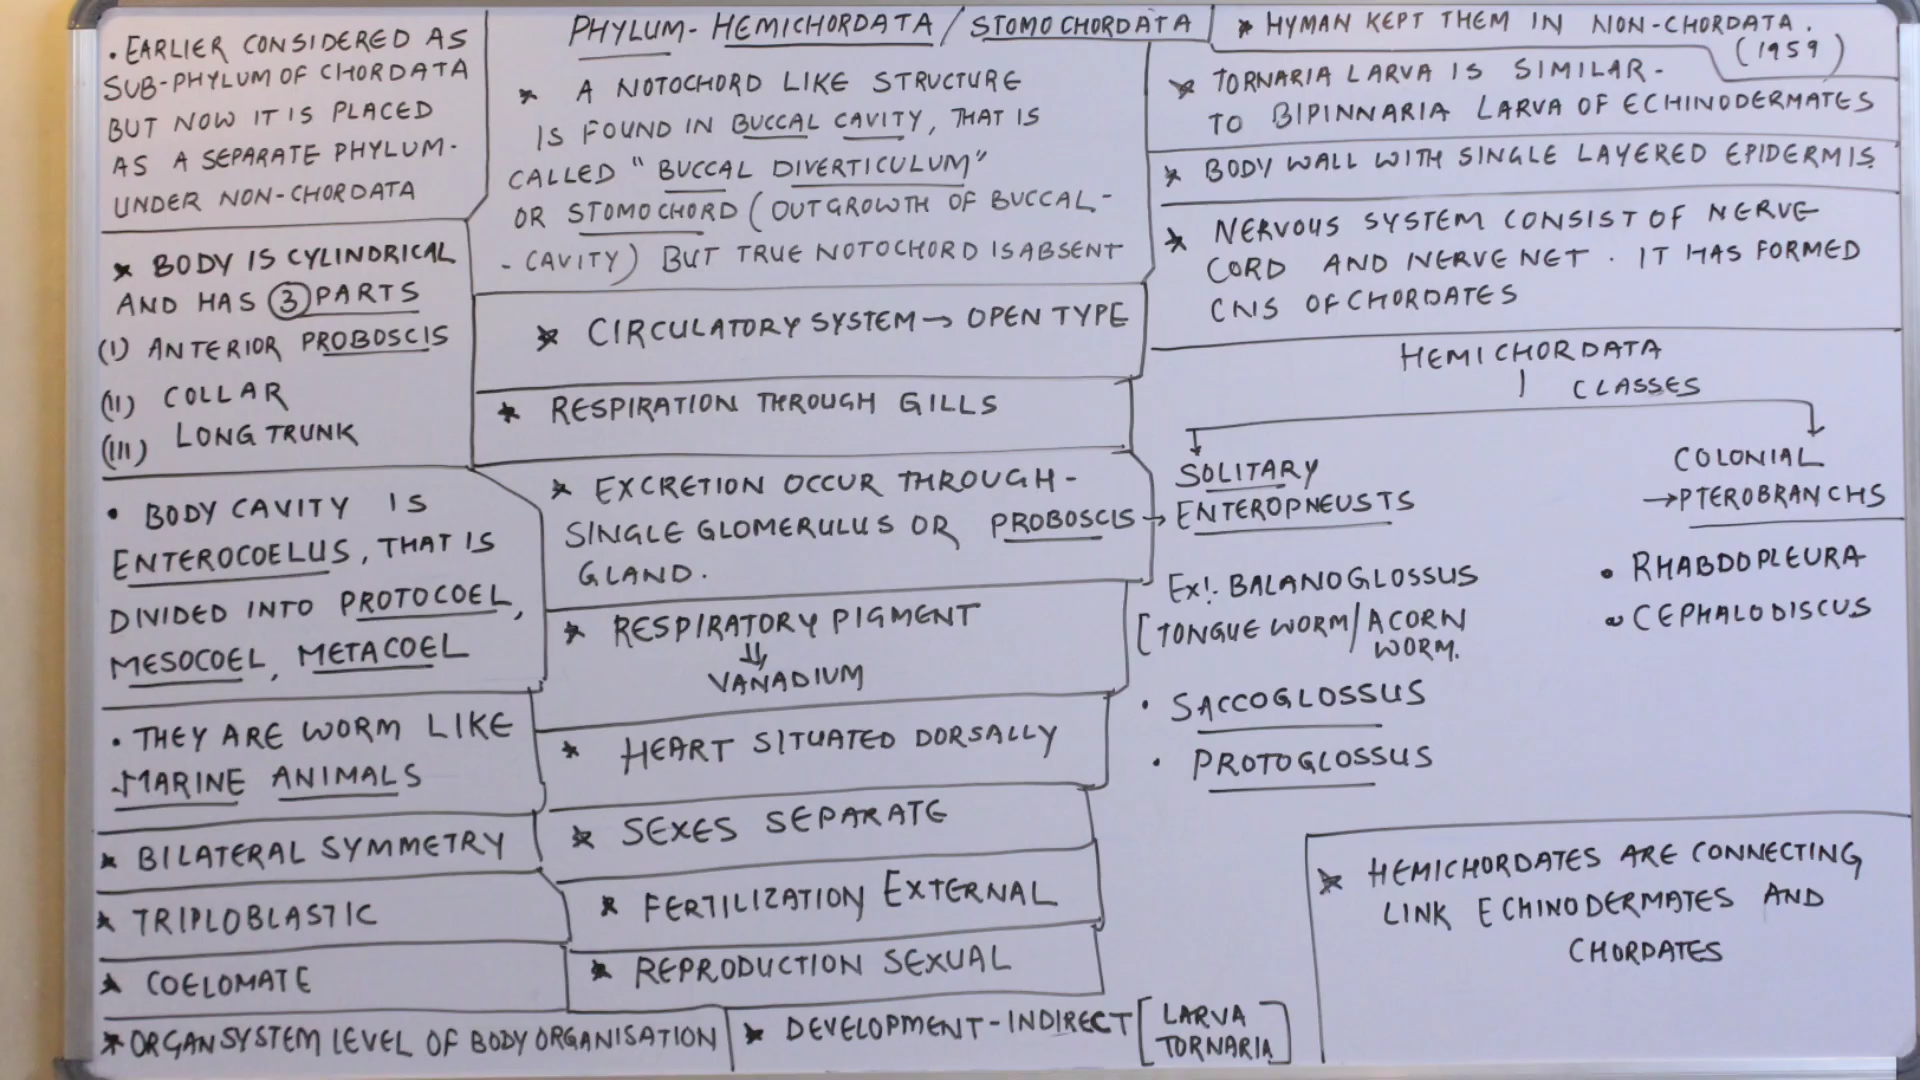 PHYLUM- HEMICHORDATA / STOMOCHORDATA
• EARLIER CONSIDERED AS
SUB-PHYLUM OF CHORDATA
BUT NOW IT IS PLACED
AS A SEPARATE PHYLUM-
UNDER NON-CHORDATA
* BODY IS CYLINDRICAL
AND HAS 3 PARTS
(I) ANTERIOR PROBOSCIS
(II) COLLAR
(III) LONG TRUNK
• BODY CAVITY IS
ENTEROCOELUS, THAT IS
DIVIDED INTO PROTOCOEL,
MESOCOEL, METACOEL
• THEY ARE WORM LIKE
-MARINE ANIMALS
* BILATERAL SYMMETRY
* TRIPLOBLASTIC
* COELOMATE
* ORGAN SYSTEM LEVEL OF BODY ORGANISATION
* A NOTOCHORD LIKE STRUCTURE
IS FOUND IN BUCCAL CAVITY, THAT IS
CALLED "BUCCAL DIVERTICULUM"
OR STOMOCHORD (OUTGROWTH OF BUCCAL-
- CAVITY) BUT TRUE NOTOCHORD IS ABSENT
* CIRCULATORY SYSTEM → OPEN TYPE
* RESPIRATION THROUGH GILLS
* EXCRETION OCCUR THROUGH-
SINGLE GLOMERULUS OR PROBOSCIS
GLAND.
* RESPIRATORY PIGMENT
⇓
VANADIUM
* HEART SITUATED DORSALLY
* SEXES SEPARATE
* FERTILIZATION EXTERNAL
* REPRODUCTION SEXUAL
* DEVELOPMENT-INDIRECT [LARVA
TORNARIA]
* HYMAN KEPT THEM IN NON-CHORDATA.
(1959)
* TORNARIA LARVA IS SIMILAR-
TO BIPINNARIA LARVA OF ECHINODERMATES
* BODY WALL WITH SINGLE LAYERED EPIDERMIS
* NERVOUS SYSTEM CONSIST OF NERVE
CORD AND NERVE NET. IT HAS FORMED
CNS OF CHORDATES
HEMICHORDATA
CLASSES
SOLITARY
→ ENTEROPNEUSTS
EX!. BALANOGLOSSUS
[TONGUE WORM/ACORN
WORM.
• SACCOGLOSSUS
• PROTOGLOSSUS
COLONIAL
→PTEROBRANCHS
• RHABDOPLEURA
• CEPHALODISCUS
* HEMICHORDATES ARE CONNECTING
LINK ECHINODERMATES AND
CHORDATES